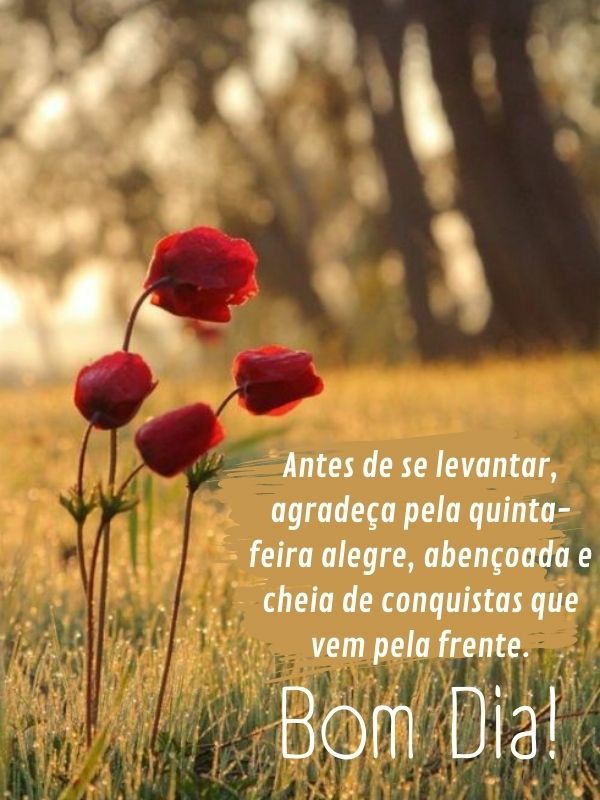 Antes de se levantar,
agradeça pela quinta-
feira alegre, abençoada e
cheia de conquistas que
vem pela frente.
Bom Dia!